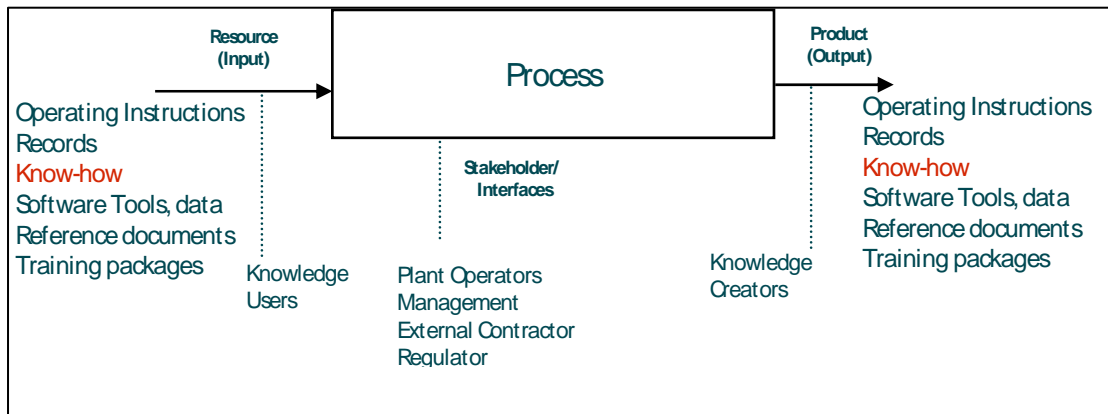 Resource
(Input)
Process
Product
(Output)
Operating Instructions
Records
Know-how
Software Tools, data
Reference documents
Training packages
Knowledge
Users
Stakeholder/
Interfaces
Plant Operators
Management
External Contractor
Regulator
Knowledge
Creators
Operating Instructions
Records
Know-how
Software Tools, data
Reference documents
Training packages